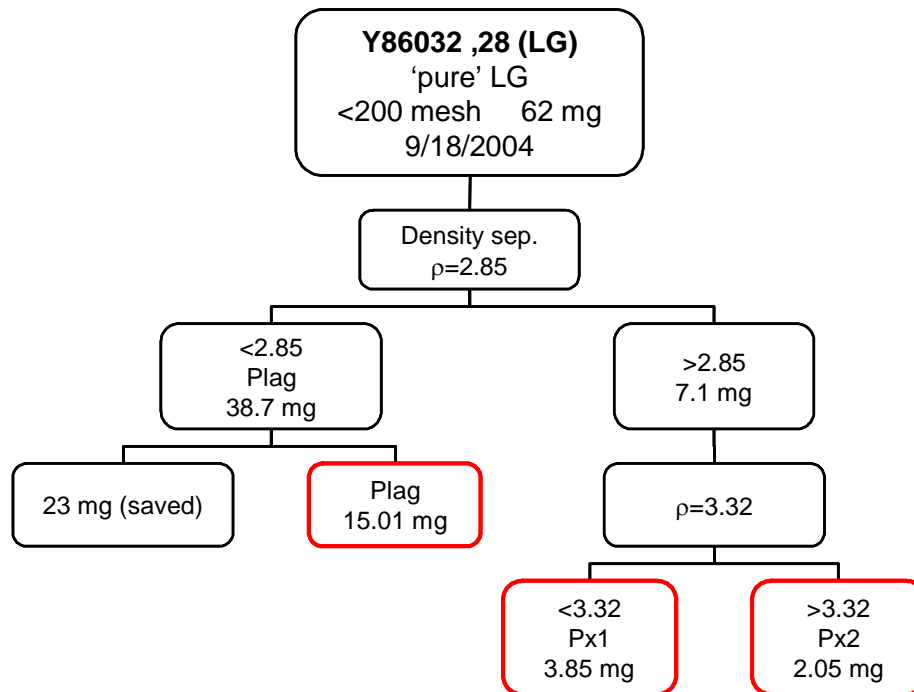 Y86032 ,28 (LG)
‘pure’ LG
<200 mesh 62 mg
9/18/2004
Density sep.
ρ=2.85
<2.85
Plag
38.7 mg
>2.85
7.1 mg
23 mg (saved)
Plag
15.01 mg
ρ=3.32
<3.32
Px1
3.85 mg
>3.32
Px2
2.05 mg